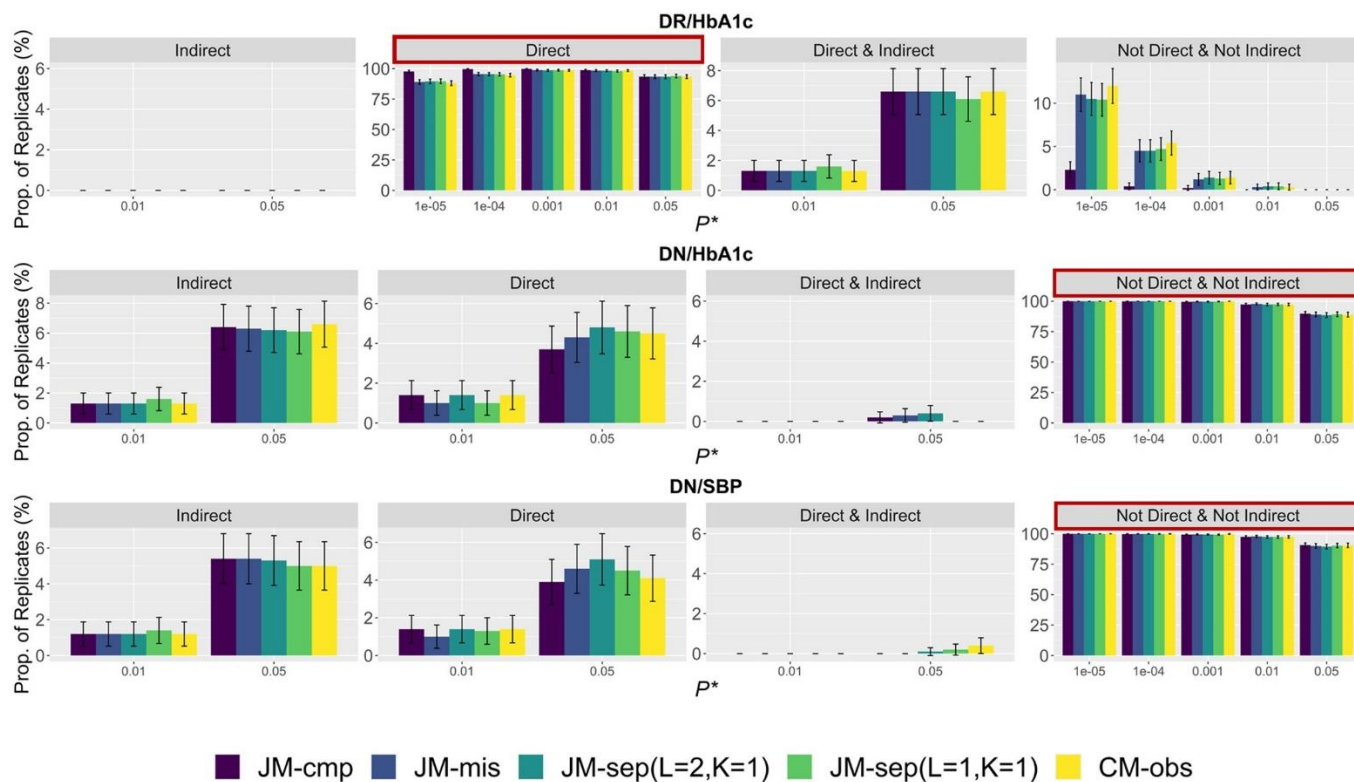 DR/HbA1c
Indirect
Direct
Direct & Indirect
Not Direct & Not Indirect
Prop. of Replicates (%)
6
4
2
0
100
75
50
25
0
8
6
4
2
0
10
5
0
0.01 0.05
1e-05 1e-04 0.001 0.01 0.05
0.01 0.05
1e-05 1e-04 0.001 0.01 0.05
P*
DN/HbA1c
Indirect
Direct
Direct & Indirect
Not Direct & Not Indirect
Prop. of Replicates (%)
8
6
4
2
0
6
4
2
0
6
4
2
0
100
75
50
25
0
0.01 0.05
0.01 0.05
0.01 0.05
1e-05 1e-04 0.001 0.01 0.05
P*
DN/SBP
Indirect
Direct
Direct & Indirect
Not Direct & Not Indirect
Prop. of Replicates (%)
6
4
2
0
6
4
2
0
6
4
2
0
100
75
50
25
0
0.01 0.05
0.01 0.05
0.01 0.05
1e-05 1e-04 0.001 0.01 0.05
P*
JM-cmp JM-mis JM-sep(L=2,K=1) JM-sep(L=1,K=1) CM-obs